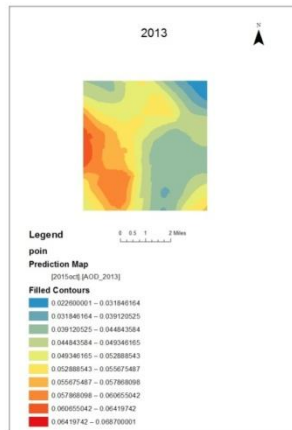 2013
N
Legend
0 0.5 1 2 Miles
poin
Prediction Map
[2015oct].[AOD_2013]
Filled Contours
0.022600001 – 0.031846164
0.031846164 – 0.039120525
0.039120525 – 0.044843584
0.044843584 – 0.049346165
0.049346165 – 0.052888543
0.052888543 – 0.055675487
0.055675487 – 0.057868098
0.057868098 – 0.060655042
0.060655042 – 0.06419742
0.06419742 – 0.068700001